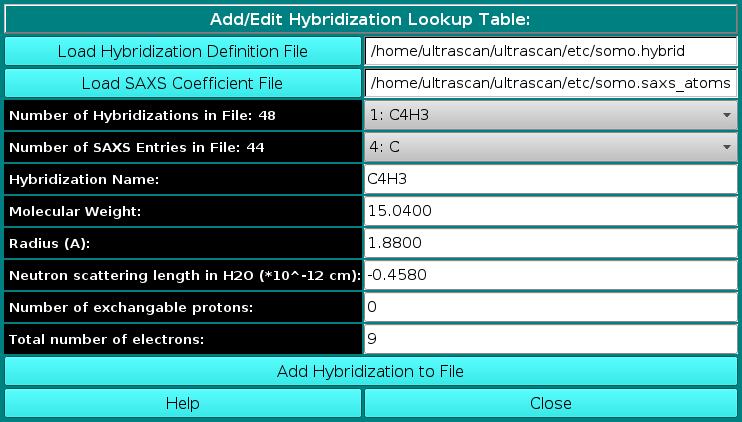 Add/Edit Hybridization Lookup Table:
Load Hybridization Definition File /home/ultrascan/ultrascan/etc/somo.hybrid
Load SAXS Coefficient File /home/ultrascan/ultrascan/etc/somo.saxs_atoms
Number of Hybridizations in File: 48 1: C4H3
Number of SAXS Entries in File: 44 4: C
Hybridization Name: C4H3
Molecular Weight: 15.0400
Radius (A): 1.8800
Neutron scattering length in H2O (*10^-12 cm): -0.4580
Number of exchangable protons: 0
Total number of electrons: 9
Add Hybridization to File
Help Close